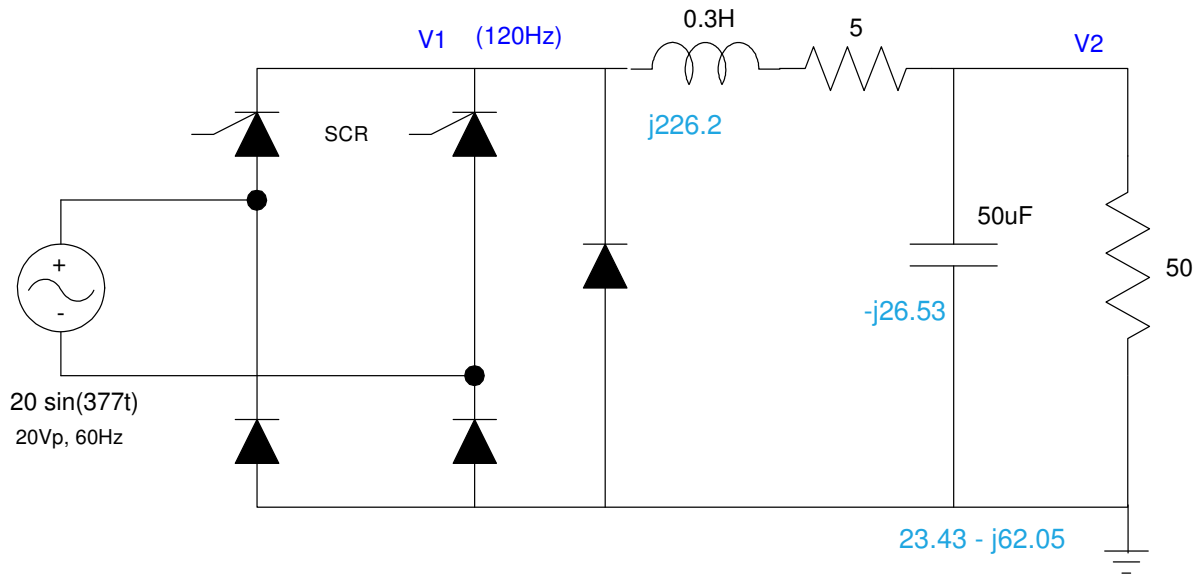 0.3H
5
V1 (120Hz)
V2
SCR
j226.2
50uF
50
+
-
-j26.53
20 sin(377t)
20Vp, 60Hz
23.43 - j62.05